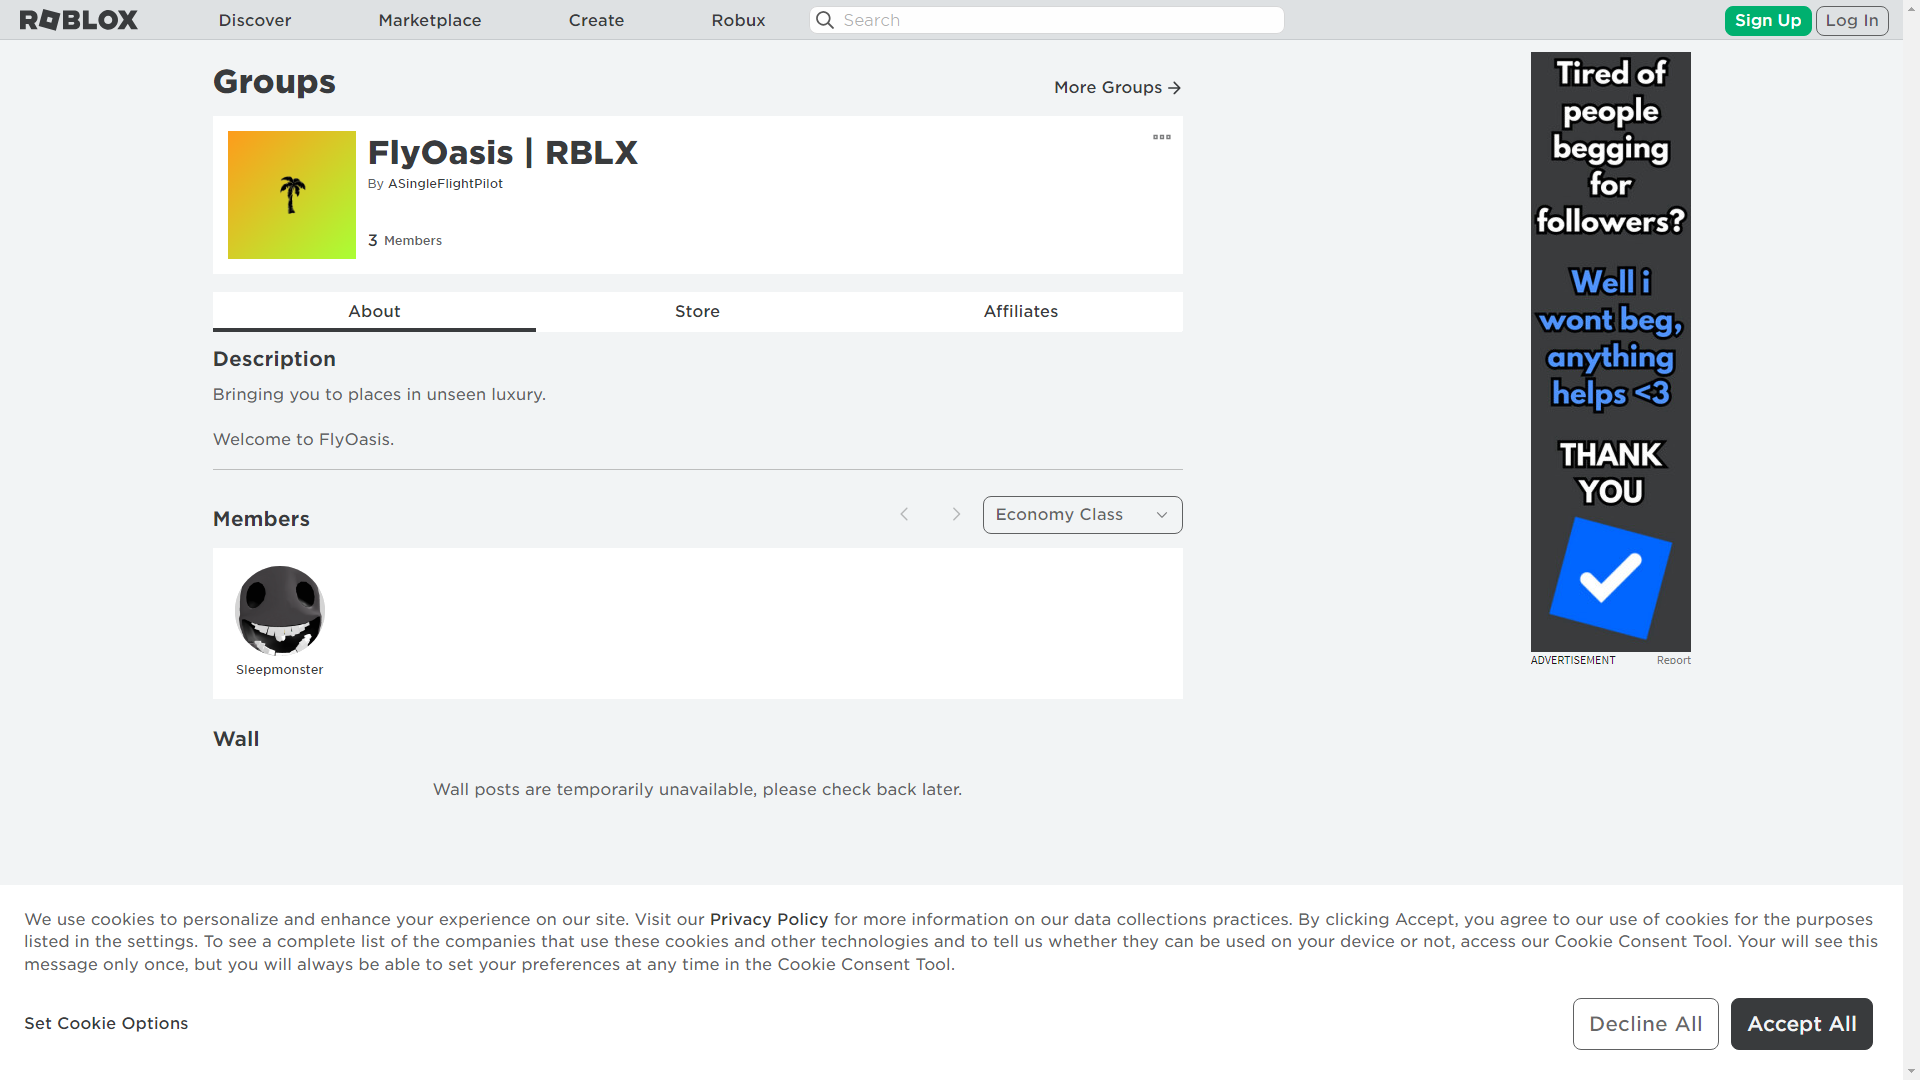 ROBLOX Discover Marketplace Create Robux Search Sign Up Log In
Groups
More Groups
FlyOasis | RBLX
By ASingleFlightPilot
3 Members
About Store Affiliates
Description
Bringing you to places in unseen luxury.
Welcome to FlyOasis.
Members
Economy Class
Sleepmonster
Wall
Wall posts are temporarily unavailable, please check back later.
Tired of
people
begging
for
followers?
Well i
wont beg,
anything
helps <3
THANK
YOU
ADVERTISEMENT Report
We use cookies to personalize and enhance your experience on our site. Visit our Privacy Policy for more information on our data collections practices. By clicking Accept, you agree to our use of cookies for the purposes
listed in the settings. To see a complete list of the companies that use these cookies and other technologies and to tell us whether they can be used on your device or not, access our Cookie Consent Tool. Your will see this
message only once, but you will always be able to set your preferences at any time in the Cookie Consent Tool.
Set Cookie Options
Decline All
Accept All